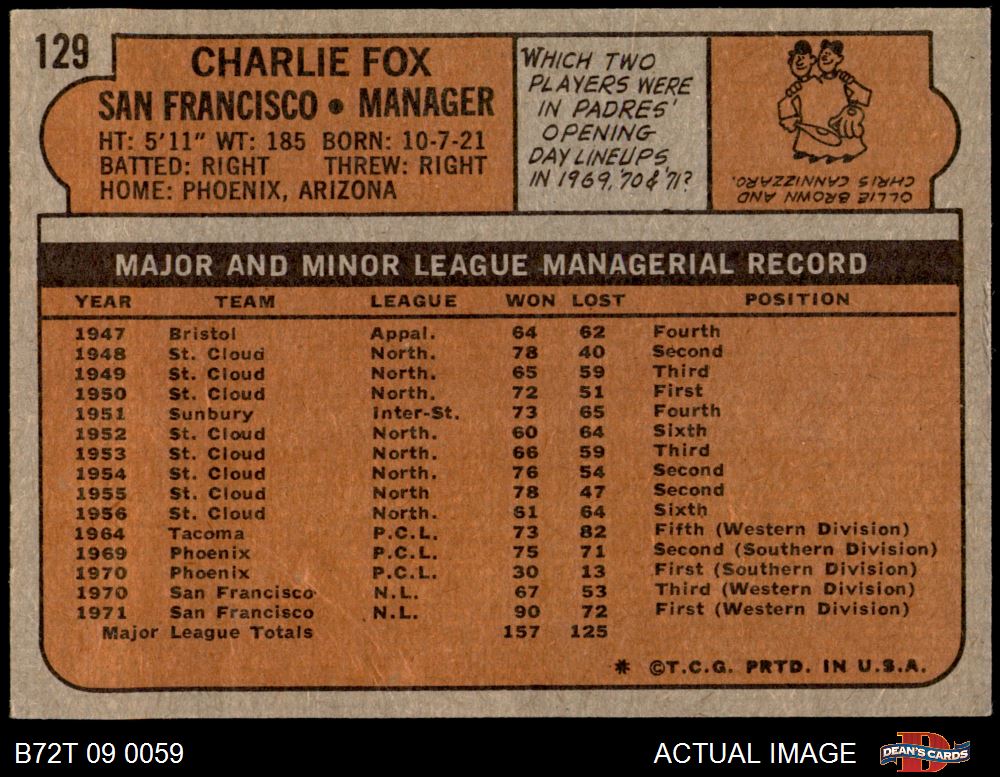 129
CHARLIE FOX
SAN FRANCISCO • MANAGER
HT: 5'11" WT: 185 BORN: 10-7-21
BATTED: RIGHT THREW: RIGHT
HOME: PHOENIX, ARIZONA
WHICH TWO
PLAYERS WERE
IN PADRES'
OPENING
DAY LINEUPS
IN 1969, '70 & '71?
OLLIE BROWN AND
CHRIS CANNIZZARO.
MAJOR AND MINOR LEAGUE MANAGERIAL RECORD
YEAR TEAM LEAGUE WON LOST POSITION
1947 Bristol Appal. 64 62 Fourth
1948 St. Cloud North. 78 40 Second
1949 St. Cloud North. 65 59 Third
1950 St. Cloud North. 72 51 First
1951 Sunbury Inter-St. 73 65 Fourth
1952 St. Cloud North. 60 64 Sixth
1953 St. Cloud North. 66 59 Third
1954 St. Cloud North. 76 54 Second
1955 St. Cloud North 78 47 Second
1956 St. Cloud North. 61 64 Sixth
1964 Tacoma P.C.L. 73 82 Fifth (Western Division)
1969 Phoenix P.C.L. 75 71 Second (Southern Division)
1970 Phoenix P.C.L. 30 13 First (Southern Division)
1970 San Francisco N.L. 67 53 Third (Western Division)
1971 San Francisco N.L. 90 72 First (Western Division)
Major League Totals 157 125
* ©T.C.G. PRTD. IN U.S.A.
B72T 09 0059 ACTUAL IMAGE DEAN'S CARDS